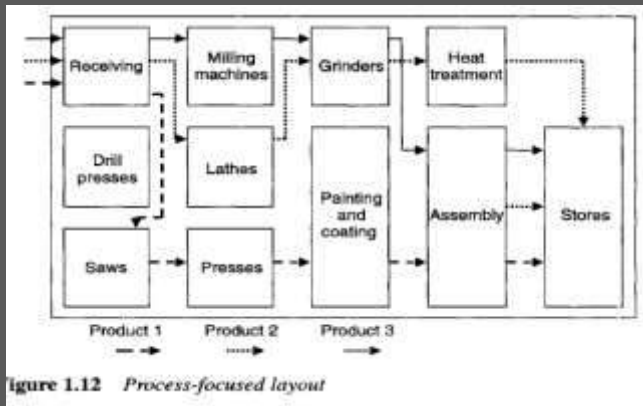 Receiving
Milling
machines
Grinders
Heat
treatment
Drill
presses
Lathes
Painting
and
coating
Assembly
Stores
Saws
Presses
Product 1
Product 2
Product 3
igure 1.12 Process-focused layout